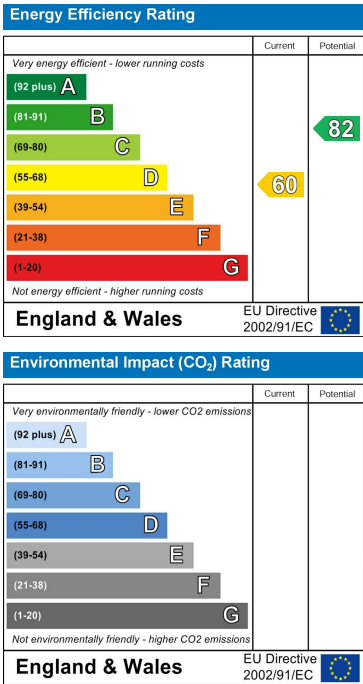 Energy Efficiency Rating
Current Potential
Very energy efficient - lower running costs
(92 plus) A
(81-91) B
82
(69-80) C
(55-68) D
60
(39-54) E
(21-38) F
(1-20) G
Not energy efficient - higher running costs
England & Wales
EU Directive
2002/91/EC
Environmental Impact (CO₂) Rating
Current Potential
Very environmentally friendly - lower CO2 emissions
(92 plus) A
(81-91) B
(69-80) C
(55-68) D
(39-54) E
(21-38) F
(1-20) G
Not environmentally friendly - higher CO2 emissions
England & Wales
EU Directive
2002/91/EC